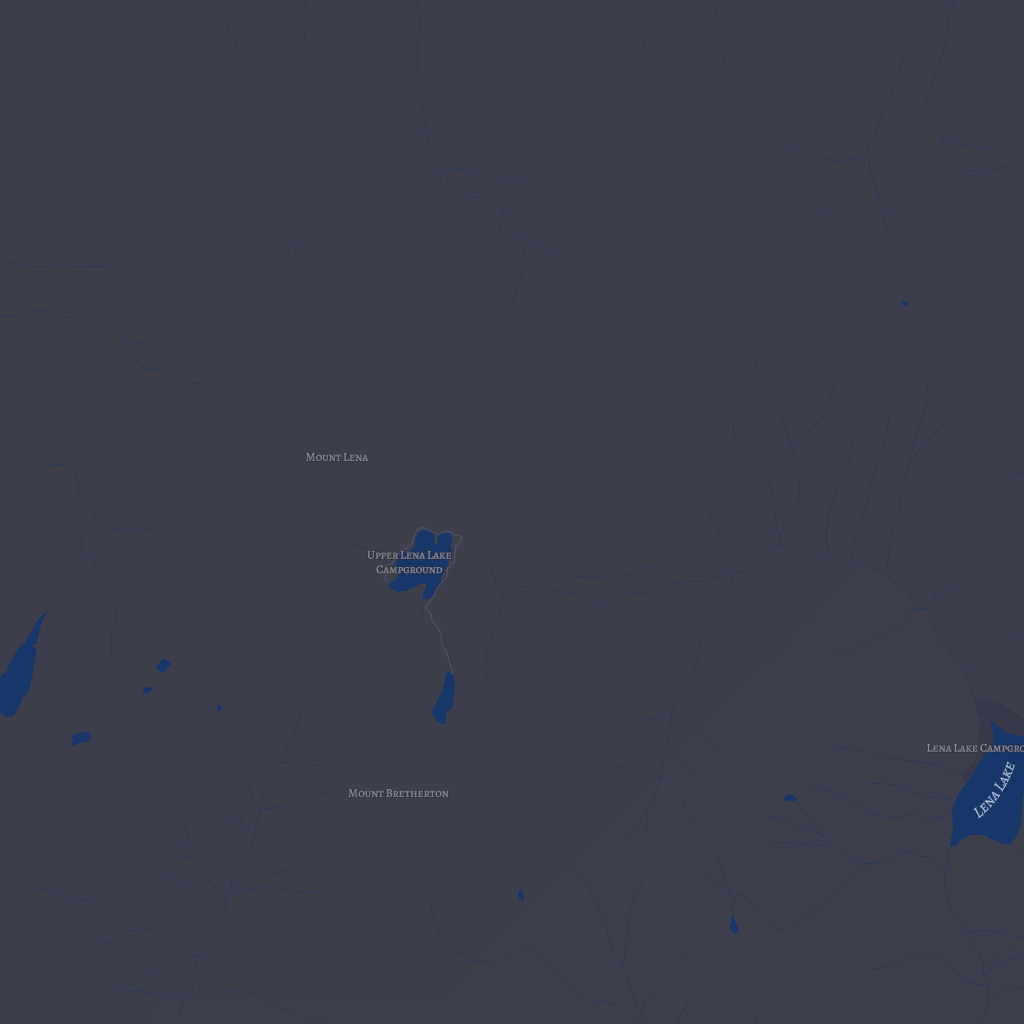 Mount Lena
Upper Lena Lake
Campground
Lena Lake Campgro
Lena Lake
Mount Bretherton